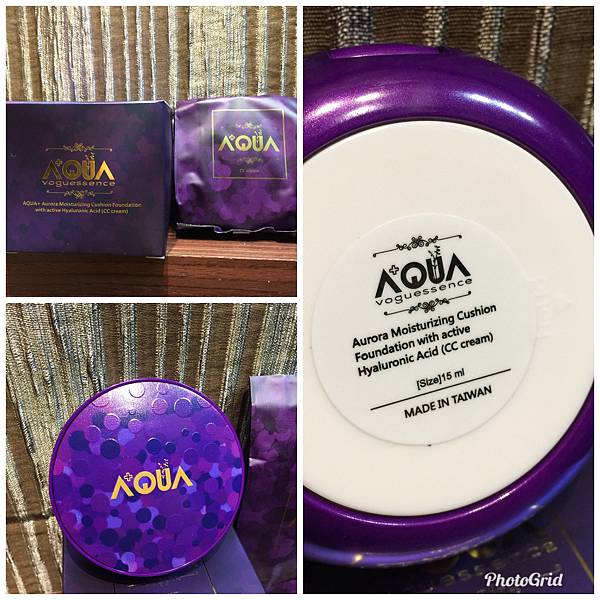 AQUA
voguessence
AQUA+ Aurora Moisturizing Cushion Foundation
with active Hyaluronic Acid (CC cream)
AQUA
CC cream
AQUA
voguessence
Aurora Moisturizing Cushion
Foundation with active
Hyaluronic Acid (CC cream)
[Size]15 ml
MADE IN TAIWAN
AQUA
PhotoGrid